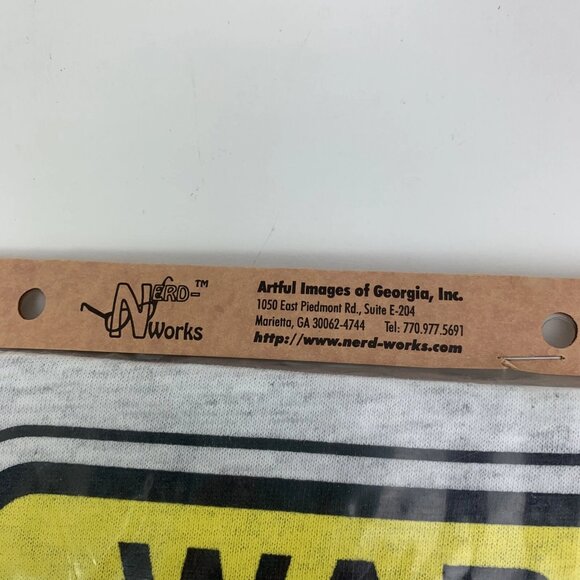 NERD-™
WORKS
Artful Images of Georgia, Inc.
1050 East Piedmont Rd., Suite E-204
Marietta, GA 30062-4744 Tel: 770.977.5691
http://www.nerd-works.com